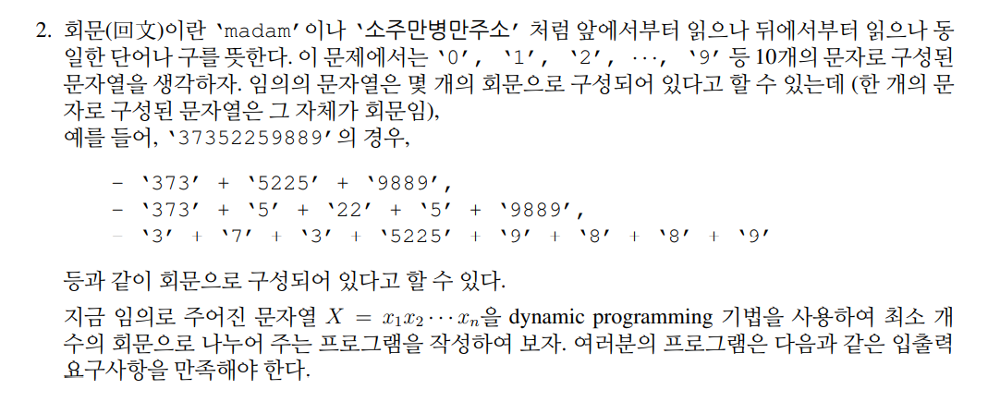 2. 회문(回文)이란 ‘madam’ 이나 ‘소주만병만주소’ 처럼 앞에서부터 읽으나 뒤에서부터 읽으나 동
일한 단어나 구를 뜻한다. 이 문제에서는 ‘0’, ‘1’, ‘2’, ···, ‘9’ 등 10개의 문자로 구성된
문자열을 생각하자. 임의의 문자열은 몇 개의 회문으로 구성되어 있다고 할 수 있는데 (한 개의 문
자로 구성된 문자열은 그 자체가 회문임),
예를 들어, ‘37352259889’의 경우,
– ‘373’ + ‘5225’ + ‘9889’,
– ‘373’ + ‘5’ + ‘22’ + ‘5’ + ‘9889’,
– ‘3’ + ‘7’ + ‘3’ + ‘5225’ + ‘9’ + ‘8’ + ‘8’ + ‘9’
등과 같이 회문으로 구성되어 있다고 할 수 있다.
지금 임의로 주어진 문자열 X = x₁x₂···xₙ을 dynamic programming 기법을 사용하여 최소 개
수의 회문으로 나누어 주는 프로그램을 작성하여 보자. 여러분의 프로그램은 다음과 같은 입출력
요구사항을 만족해야 한다.